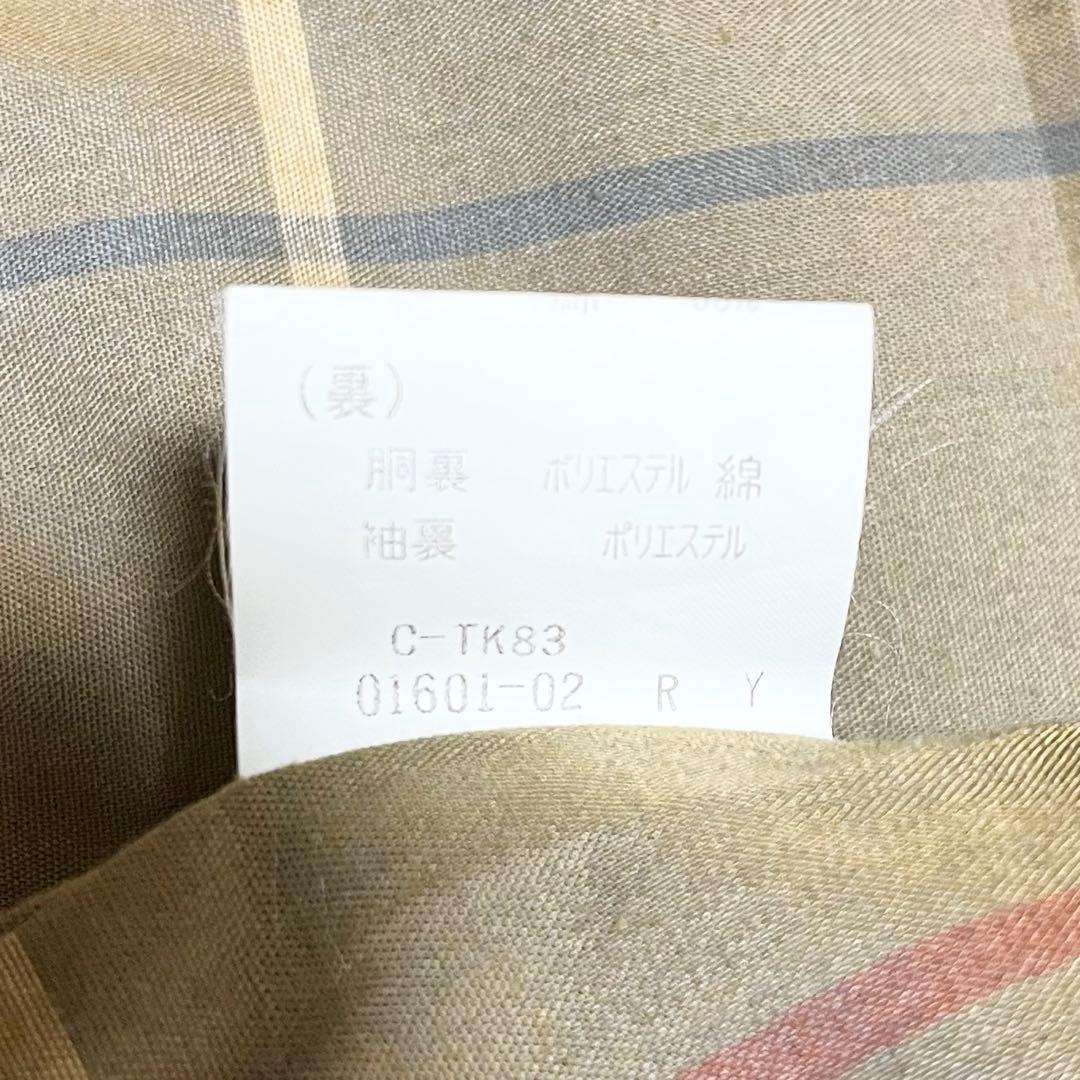 （裏）
胴裏 ポリエステル 綿
袖裏 ポリエステル
C-TK83
01601-02 R Y